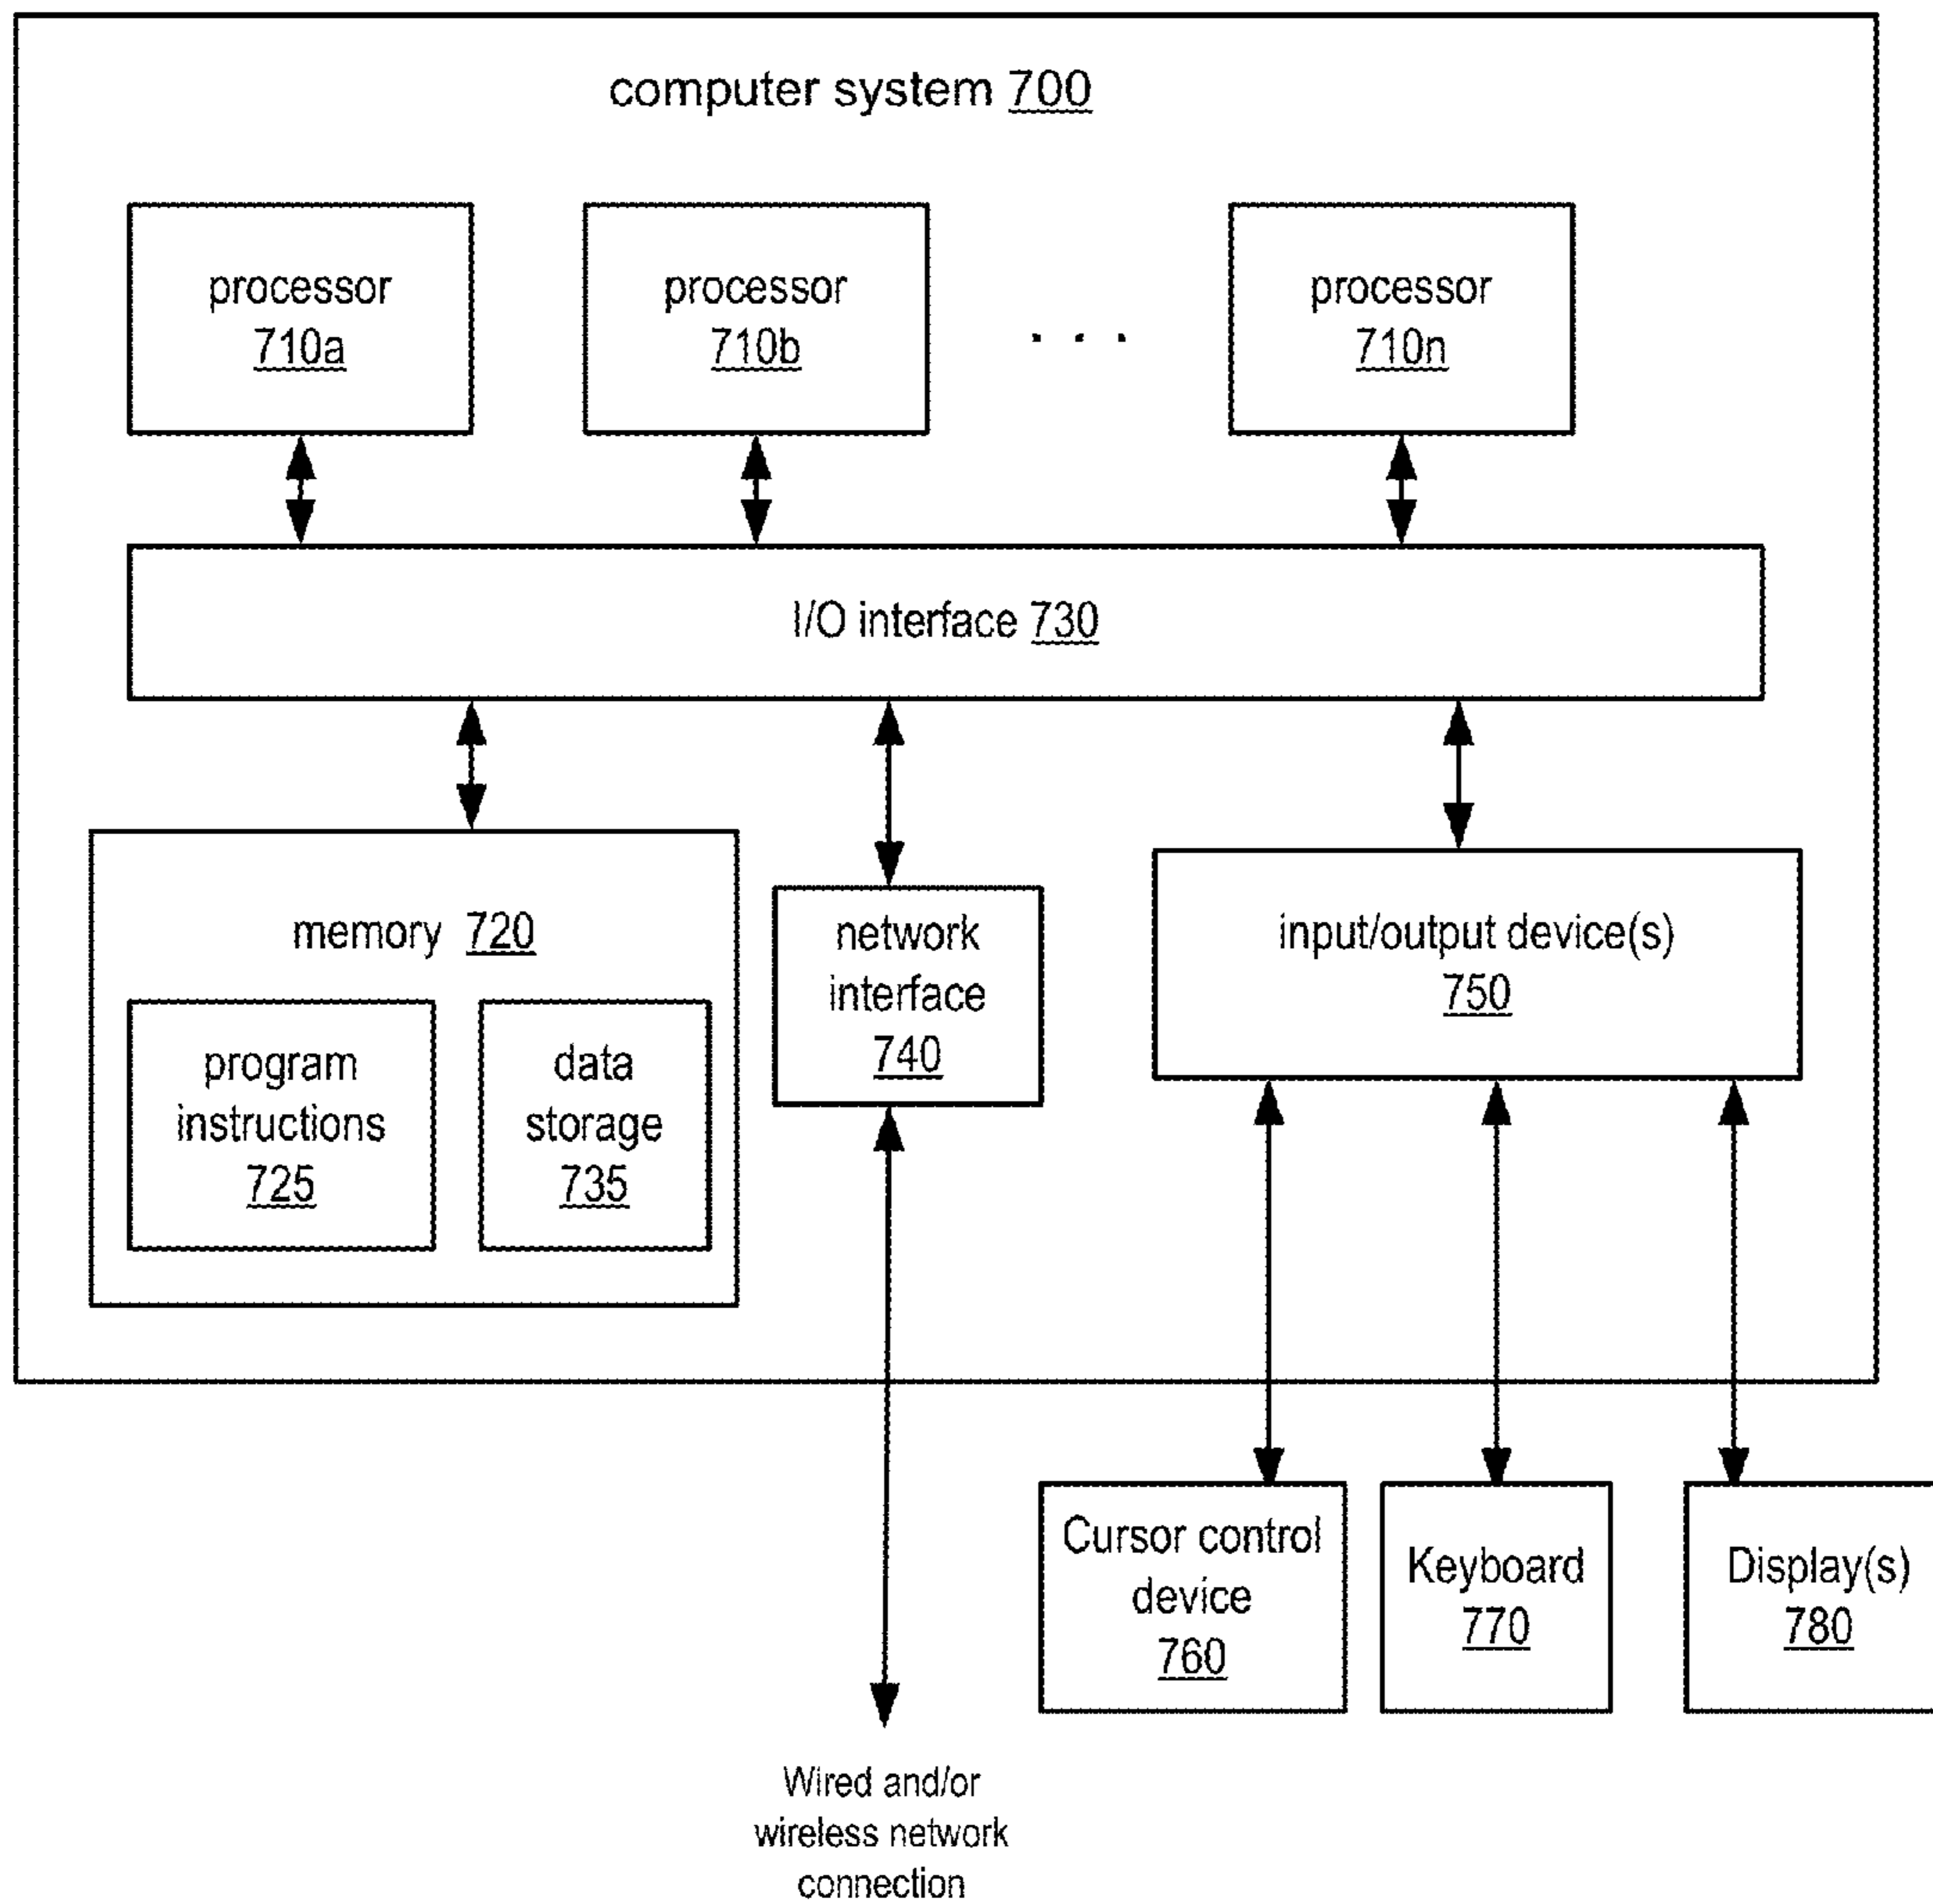 computer system 700
processor
710a
processor
710b
. . .
processor
710n
I/O interface 730
memory 720
program
instructions
725
data
storage
735
network
interface
740
input/output device(s)
750
Cursor control
device
760
Keyboard
770
Display(s)
780
Wired and/or
wireless network
connection